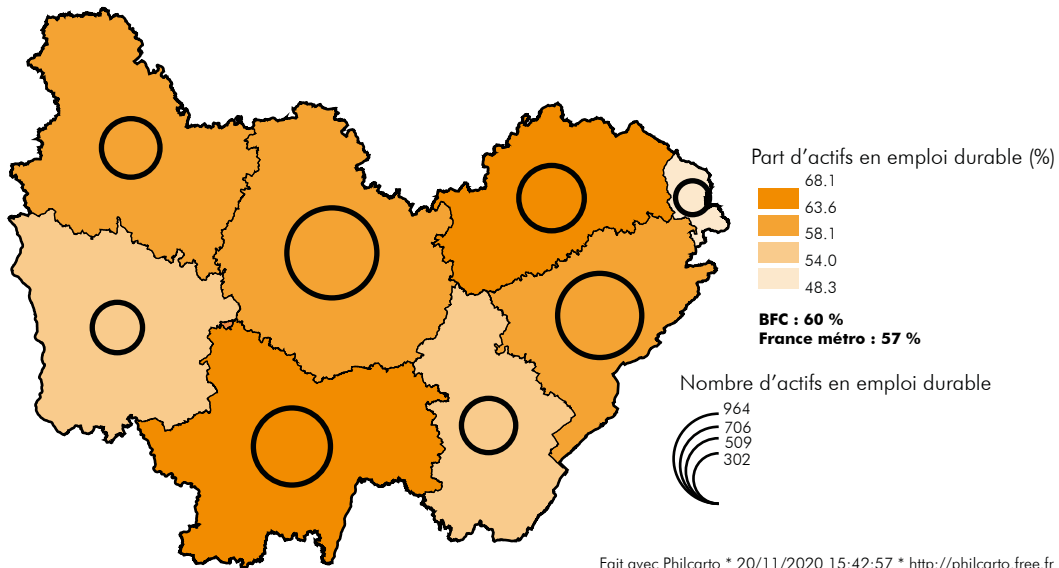 Part d'actifs en emploi durable (%)
68.1
63.6
58.1
54.0
48.3
BFC : 60 %
France métro : 57 %
Nombre d'actifs en emploi durable
964
706
509
302
Fait avec Philcarto * 20/11/2020 15:42:57 * http://philcarto.free.fr